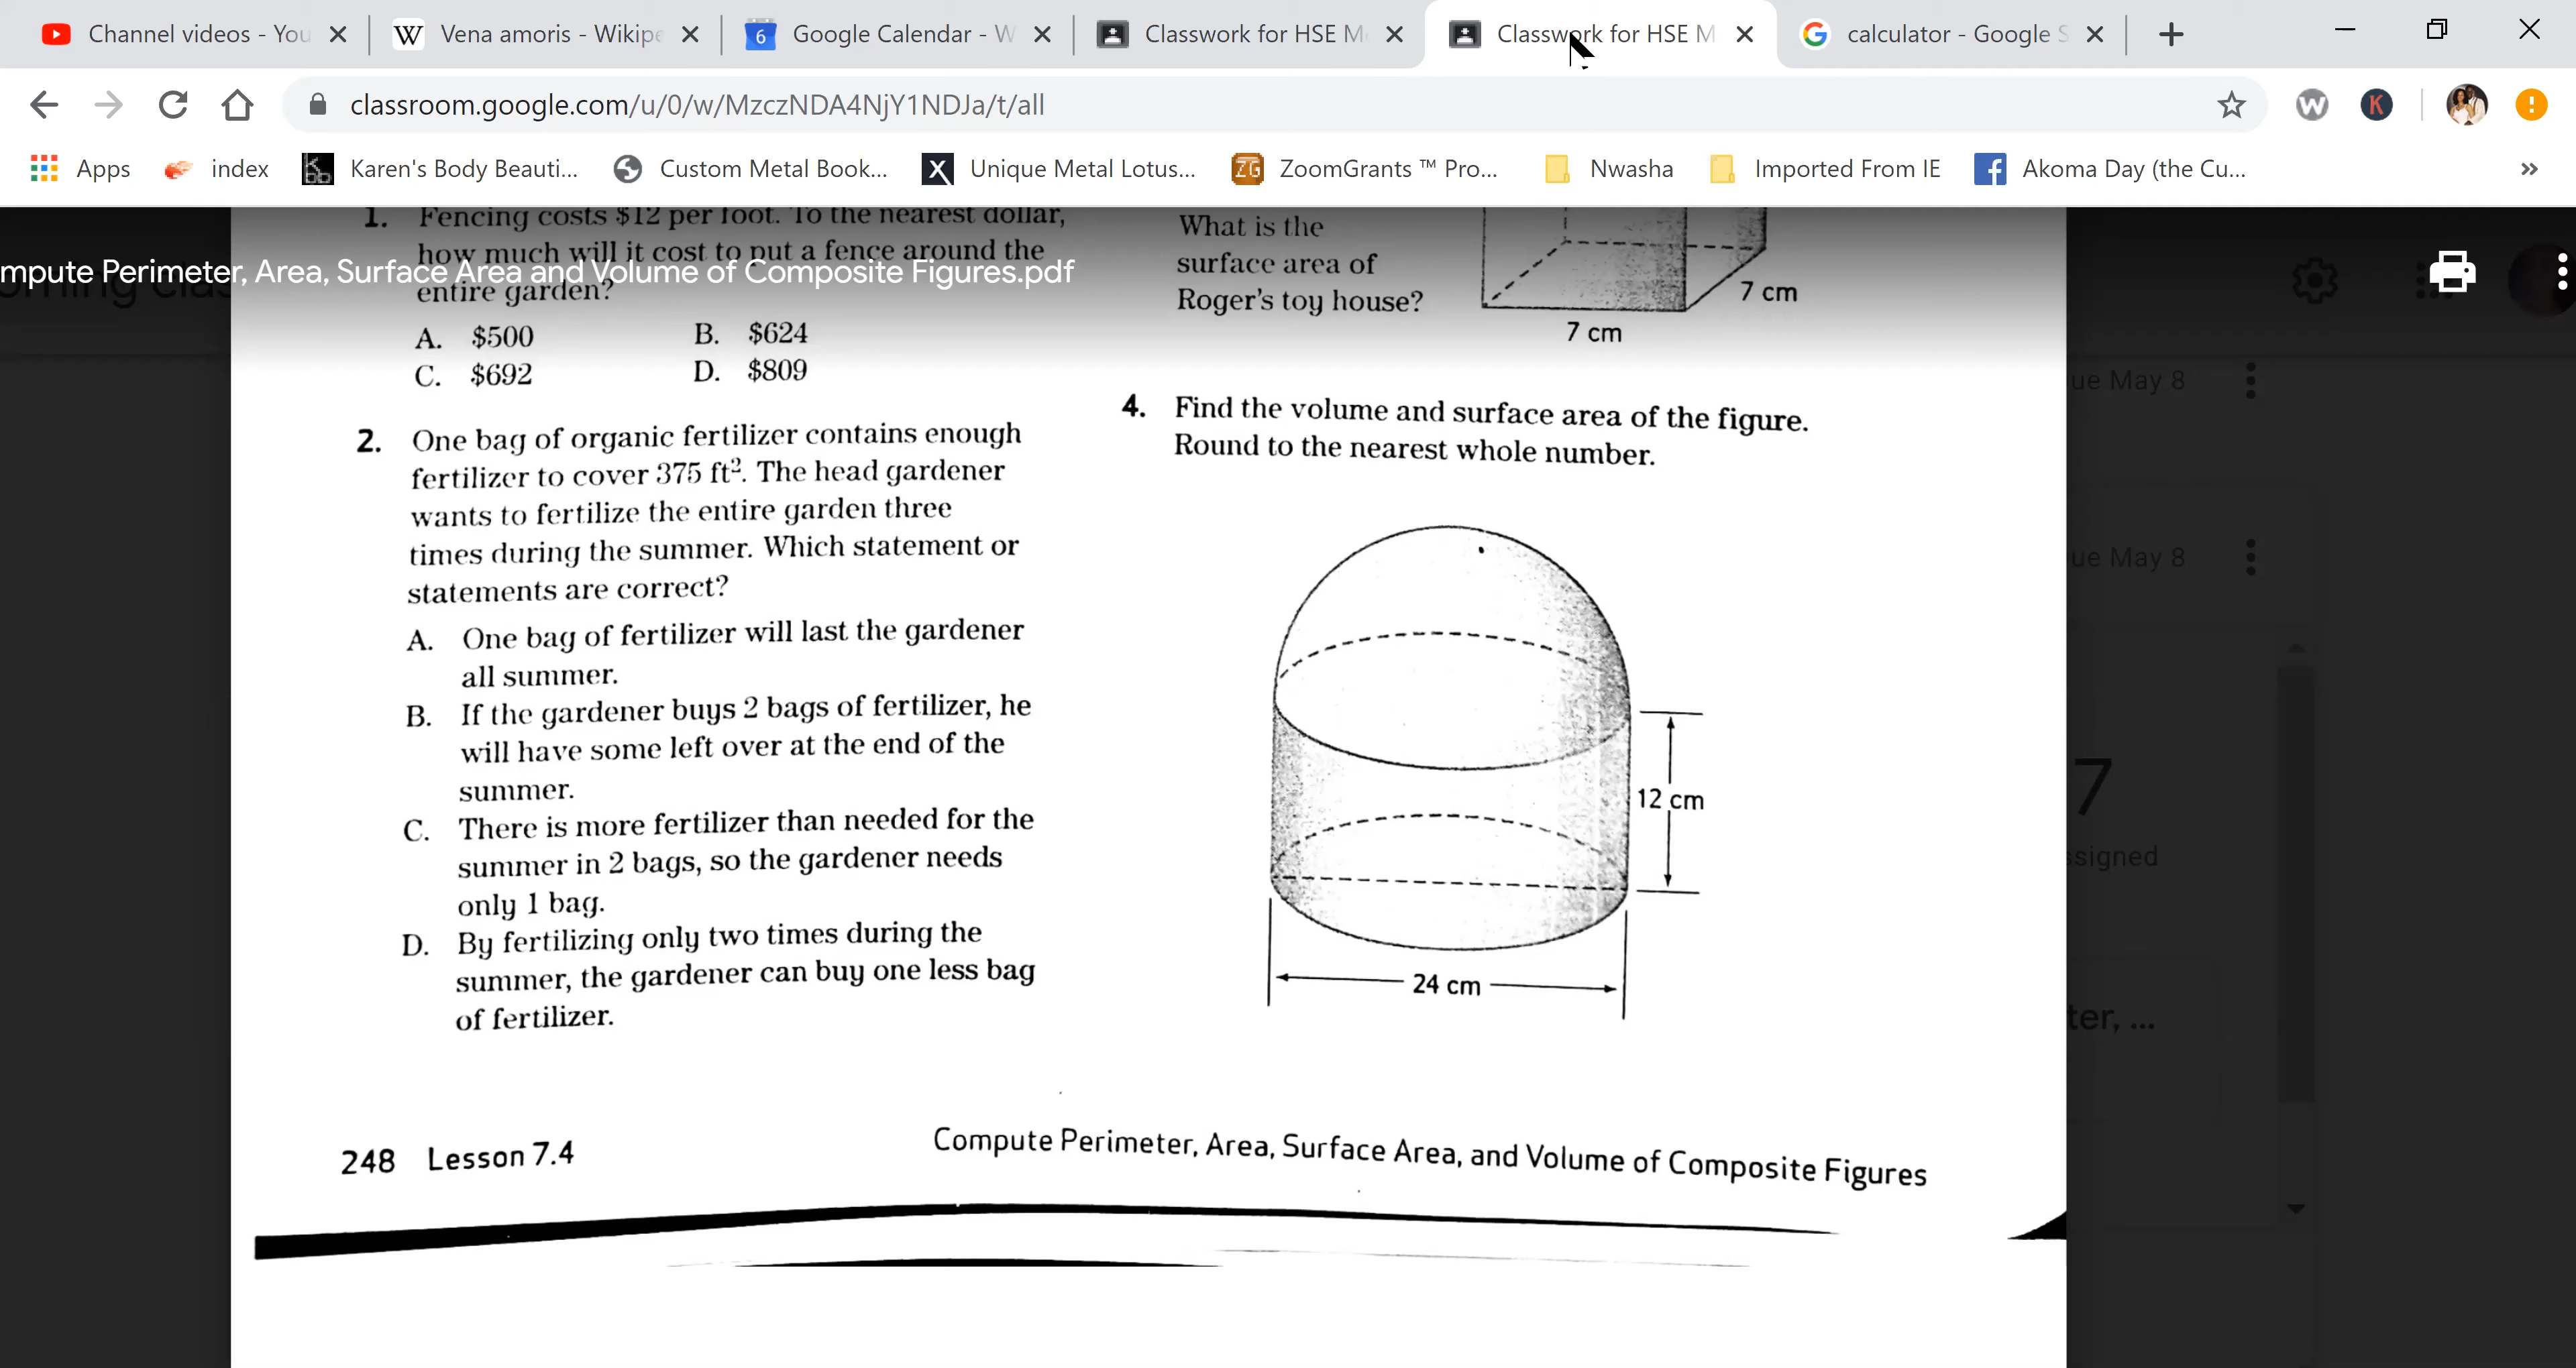 Channel videos - You
Vena amoris - Wikipe
6
Google Calendar - W
Classwork for HSE M
Classwork for HSE M
calculator - Google S
classroom.google.com/u/0/w/MzczNDA4NjY1NDJa/t/all
Apps
index
Karen's Body Beauti...
Custom Metal Book...
Unique Metal Lotus...
ZoomGrants ™ Pro...
Nwasha
Imported From IE
Akoma Day (the Cu...
»
mpute Perimeter, Area, Surface Area and Volume of Composite Figures.pdf
1. Fencing costs $12 per foot. To the nearest dollar,
how much will it cost to put a fence around the
entire garden?
A. $500 B. $624
C. $692 D. $809
2. One bag of organic fertilizer contains enough
fertilizer to cover 375 ft². The head gardener
wants to fertilize the entire garden three
times during the summer. Which statement or
statements are correct?
A. One bag of fertilizer will last the gardener
all summer.
B. If the gardener buys 2 bags of fertilizer, he
will have some left over at the end of the
summer.
C. There is more fertilizer than needed for the
summer in 2 bags, so the gardener needs
only 1 bag.
D. By fertilizing only two times during the
summer, the gardener can buy one less bag
of fertilizer.
What is the
surface area of
Roger's toy house?
7 cm
7 cm
4. Find the volume and surface area of the figure.
Round to the nearest whole number.
12 cm
24 cm
248 Lesson 7.4
Compute Perimeter, Area, Surface Area, and Volume of Composite Figures
ue May 8
ue May 8
7
ssigned
ter, ...